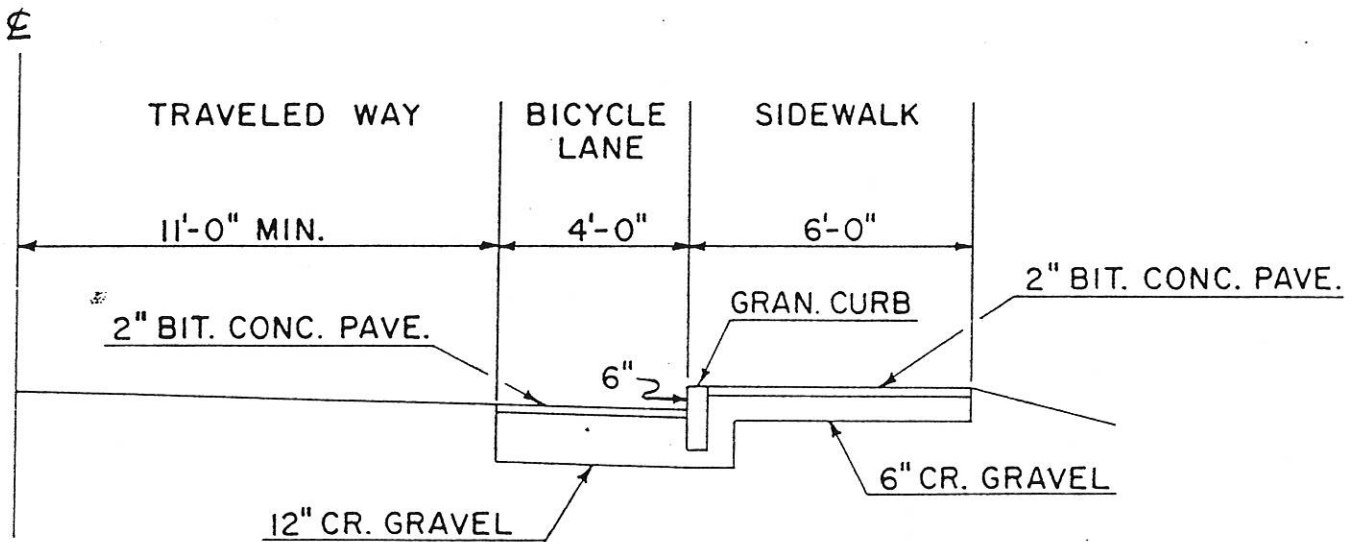 ℄
TRAVELED WAY
BICYCLE
LANE
SIDEWALK
11'-0" MIN.
4'-0"
6'-0"
2" BIT. CONC. PAVE.
GRAN. CURB
2" BIT. CONC. PAVE.
6"
6" CR. GRAVEL
12" CR. GRAVEL